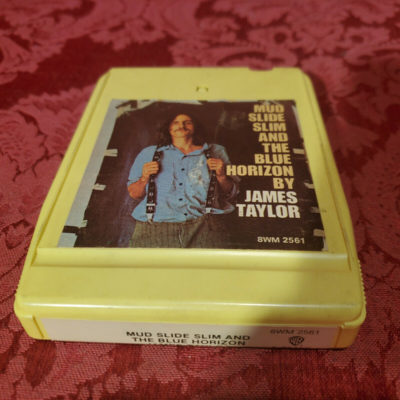 MUD
SLIDE
SLIM
AND
THE
BLUE
HORIZON
BY
JAMES
TAYLOR
8WM 2561
MUD SLIDE SLIM AND
THE BLUE HORIZON
8WM 2561